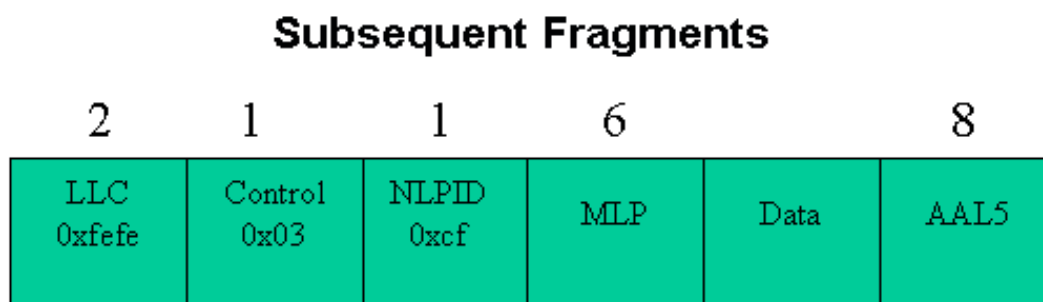 Subsequent Fragments
2 1 1 6 8
LLC Control NLPID MLP Data AAL5
0xfefe 0x03 0xcf